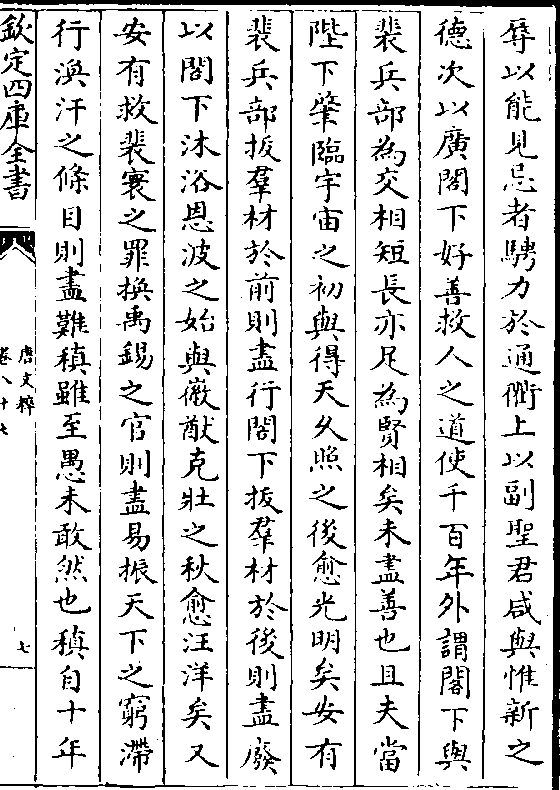 辱以能見忌者騁力於通衢上以副聖君咸與惟新之
德次以廣閣下好善救人之道使千百年外謂閣下與
裴兵部為交相短長亦足為賢相矣未盡善也且夫當
陛下肇臨宇宙之初與得天久照之後愈光明矣安有
裴兵部拔羣材於前則盡行閣下拔羣材於後則盡廢
以閣下沐浴恩波之始與徽猷克壯之秋愈汪洋矣又
安有救裴寰之罪換禹錫之官則盡易振天下之窮滯
行渙汗之條目則盡難稹雖至愚未敢然也稹自十年
欽定四庫全書
唐文粹
卷八十七
七